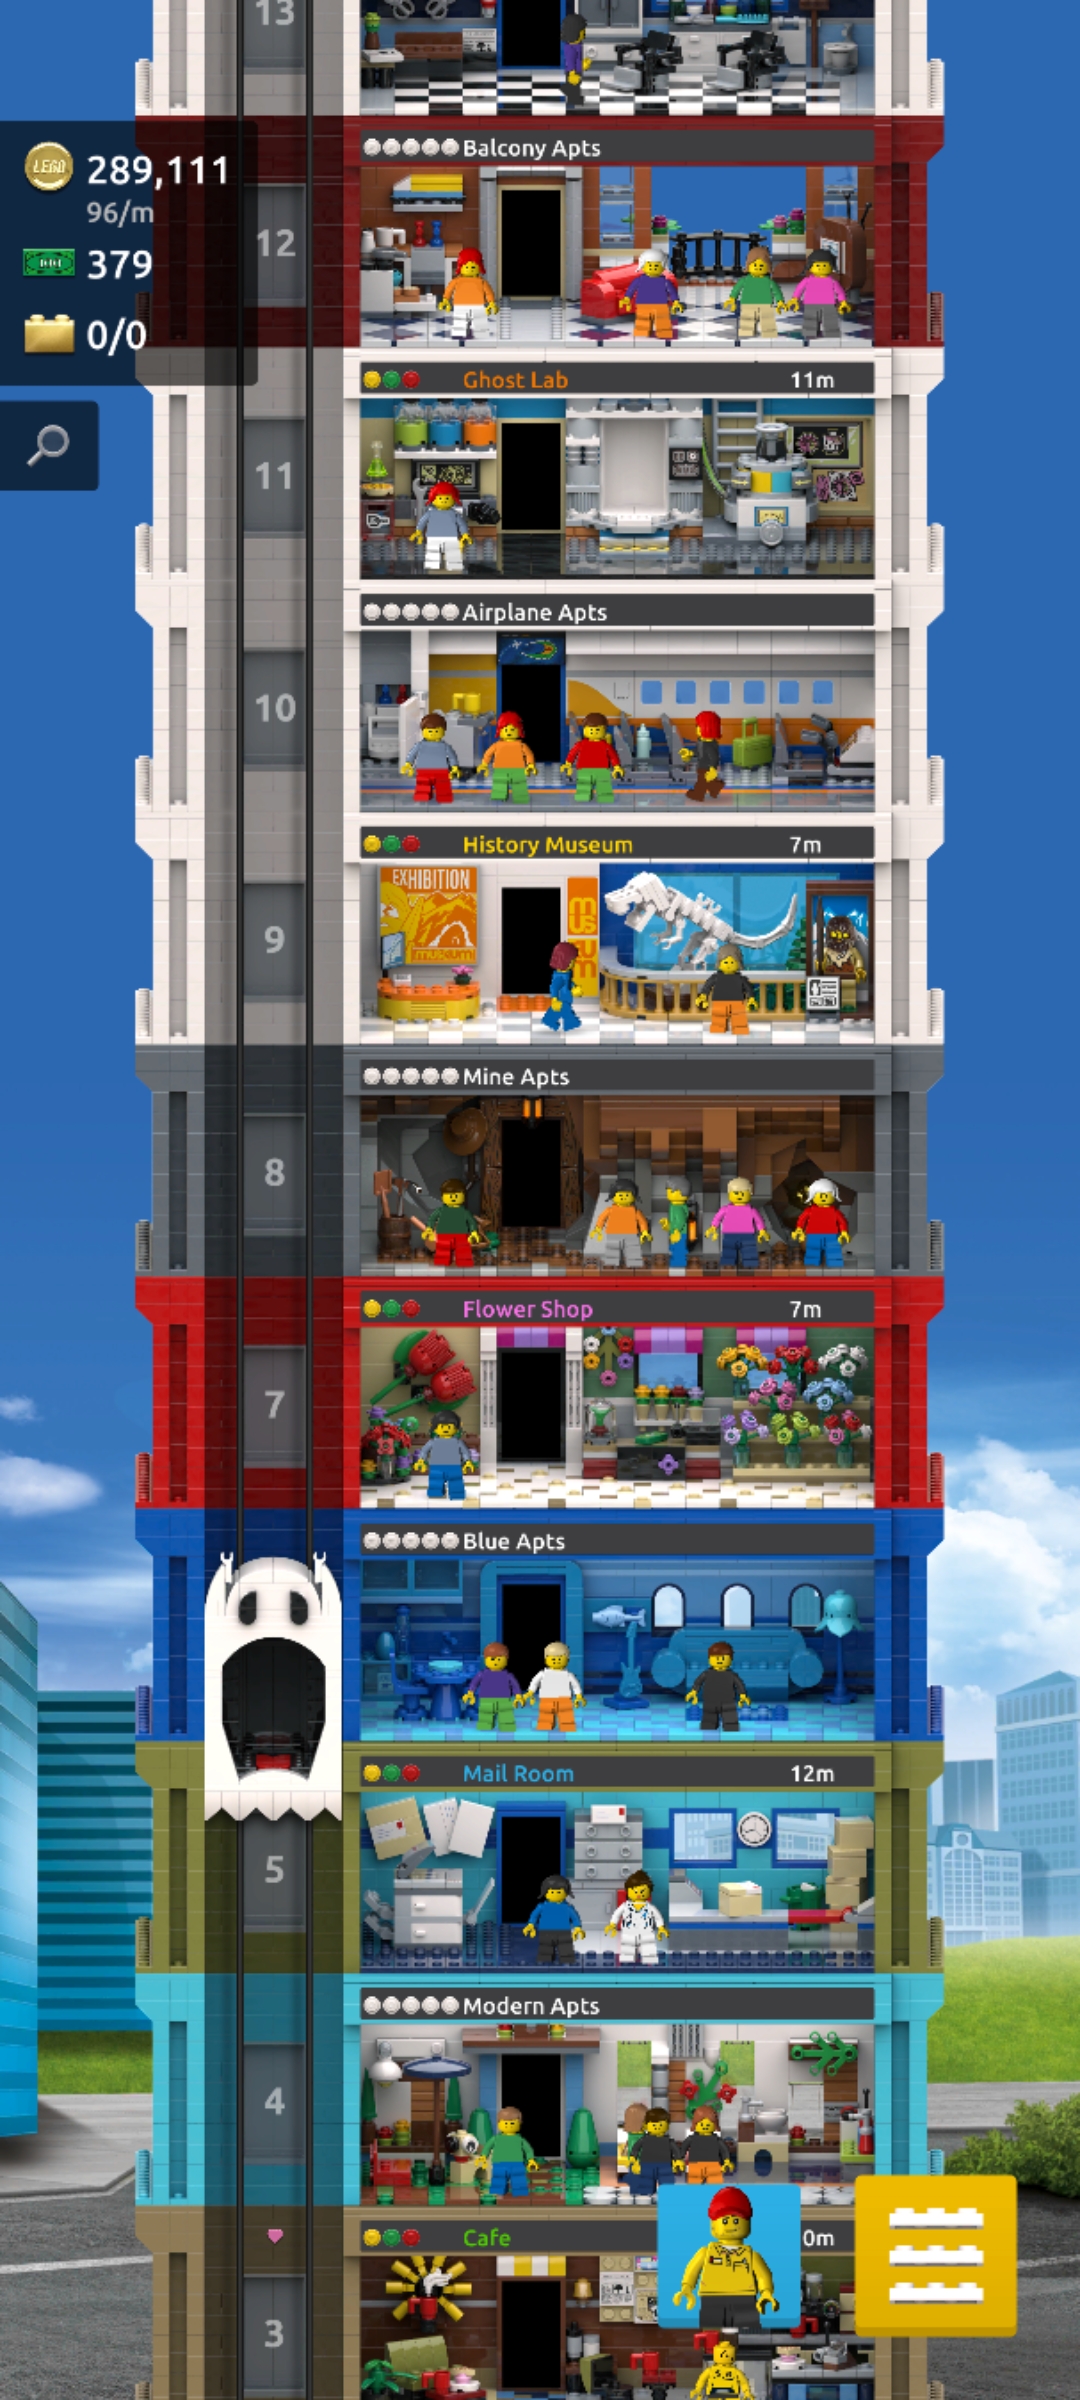 13
Balcony Apts
LEGO 289,111
96/m
12
379
0/0
Ghost Lab 11m
11
Airplane Apts
10
History Museum 7m
EXHIBITION
museum
museum
9
Mine Apts
8
Flower Shop 7m
7
Blue Apts
Mail Room 12m
5
Modern Apts
4
Cafe 0m
3